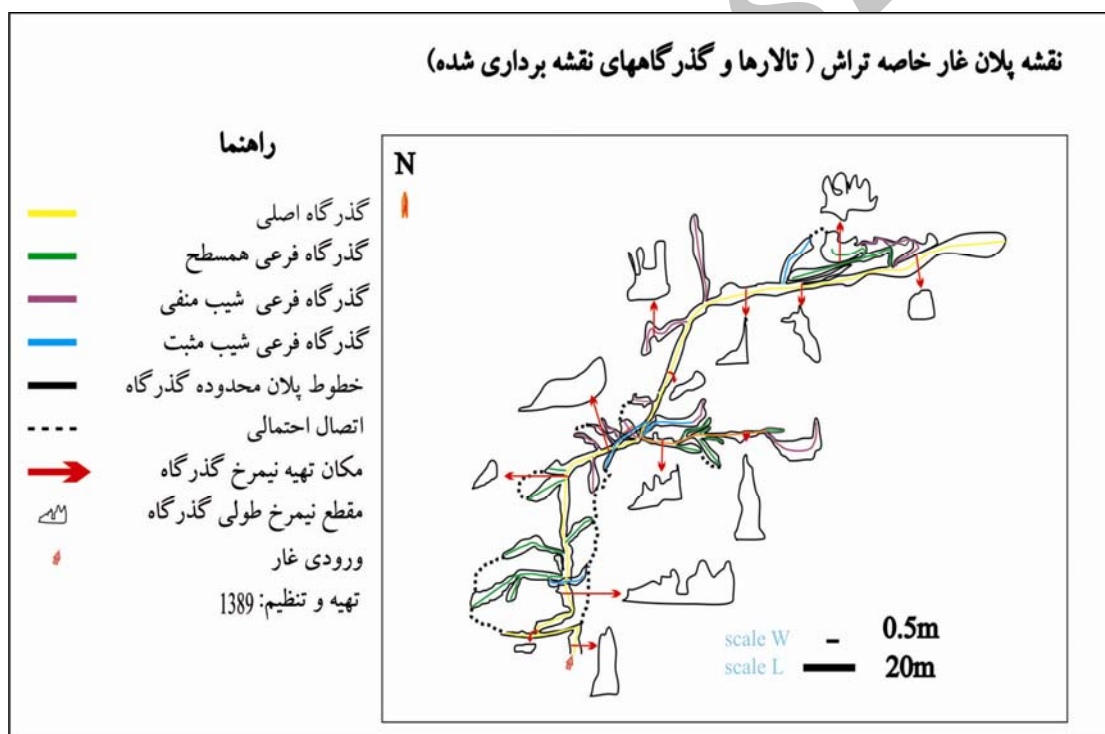 نقشه پلان غار خاصه تراش ( تالارها و گذرگاههای نقشه برداری شده)
راهنما
گذرگاه اصلی
گذرگاه فرعی همسطح
گذرگاه فرعی شیب منفی
گذرگاه فرعی شیب مثبت
خطوط پلان محدوده گذرگاه
اتصال احتمالی
مکان تهیه نیمرخ گذرگاه
مقطع نیمرخ طولی گذرگاه
ورودی غار
تهیه و تنظیم: 1389
N
scale W 0.5m
scale L 20m